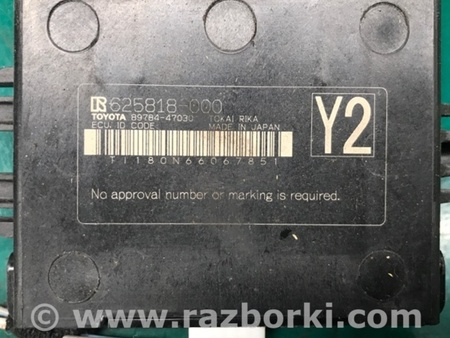 625818-000
TOYOTA 89784-47030 TOKAI RIKA
ECU, ID CODE MADE IN JAPAN
Y2
TI180N66D67851
No approval number or marking is required.
www.razborki.com